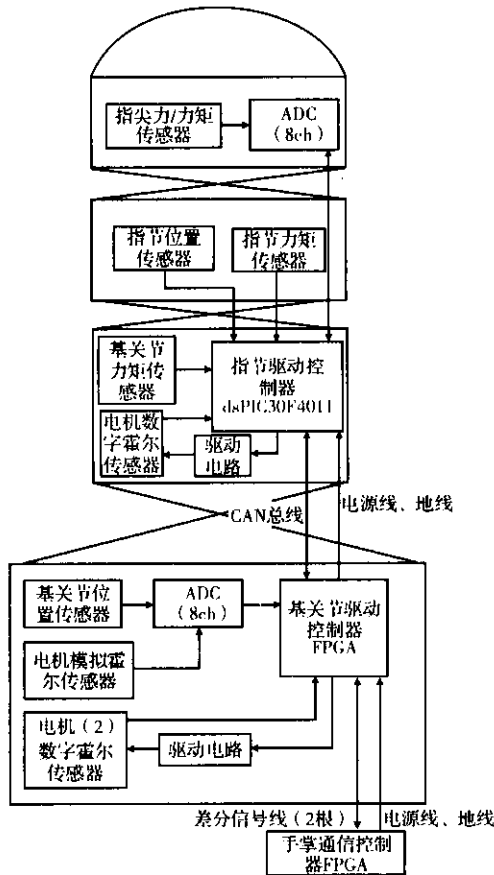 指尖力/力矩
传感器
ADC
(8ch)
指节位置
传感器
指节力矩
传感器
基关节
力矩传
感器
指节驱动控
制器
dsPIC30F4011
电机数
字霍尔
传感器
驱动
电路
CAN总线
电源线、地线
基关节位
置传感器
ADC
(8ch)
基关节驱动
控制器
FPGA
电机模拟霍
尔传感器
电机(2)
数字霍尔
传感器
驱动电路
差分信号线(2根)
电源线、地线
手掌通信控制
器FPGA